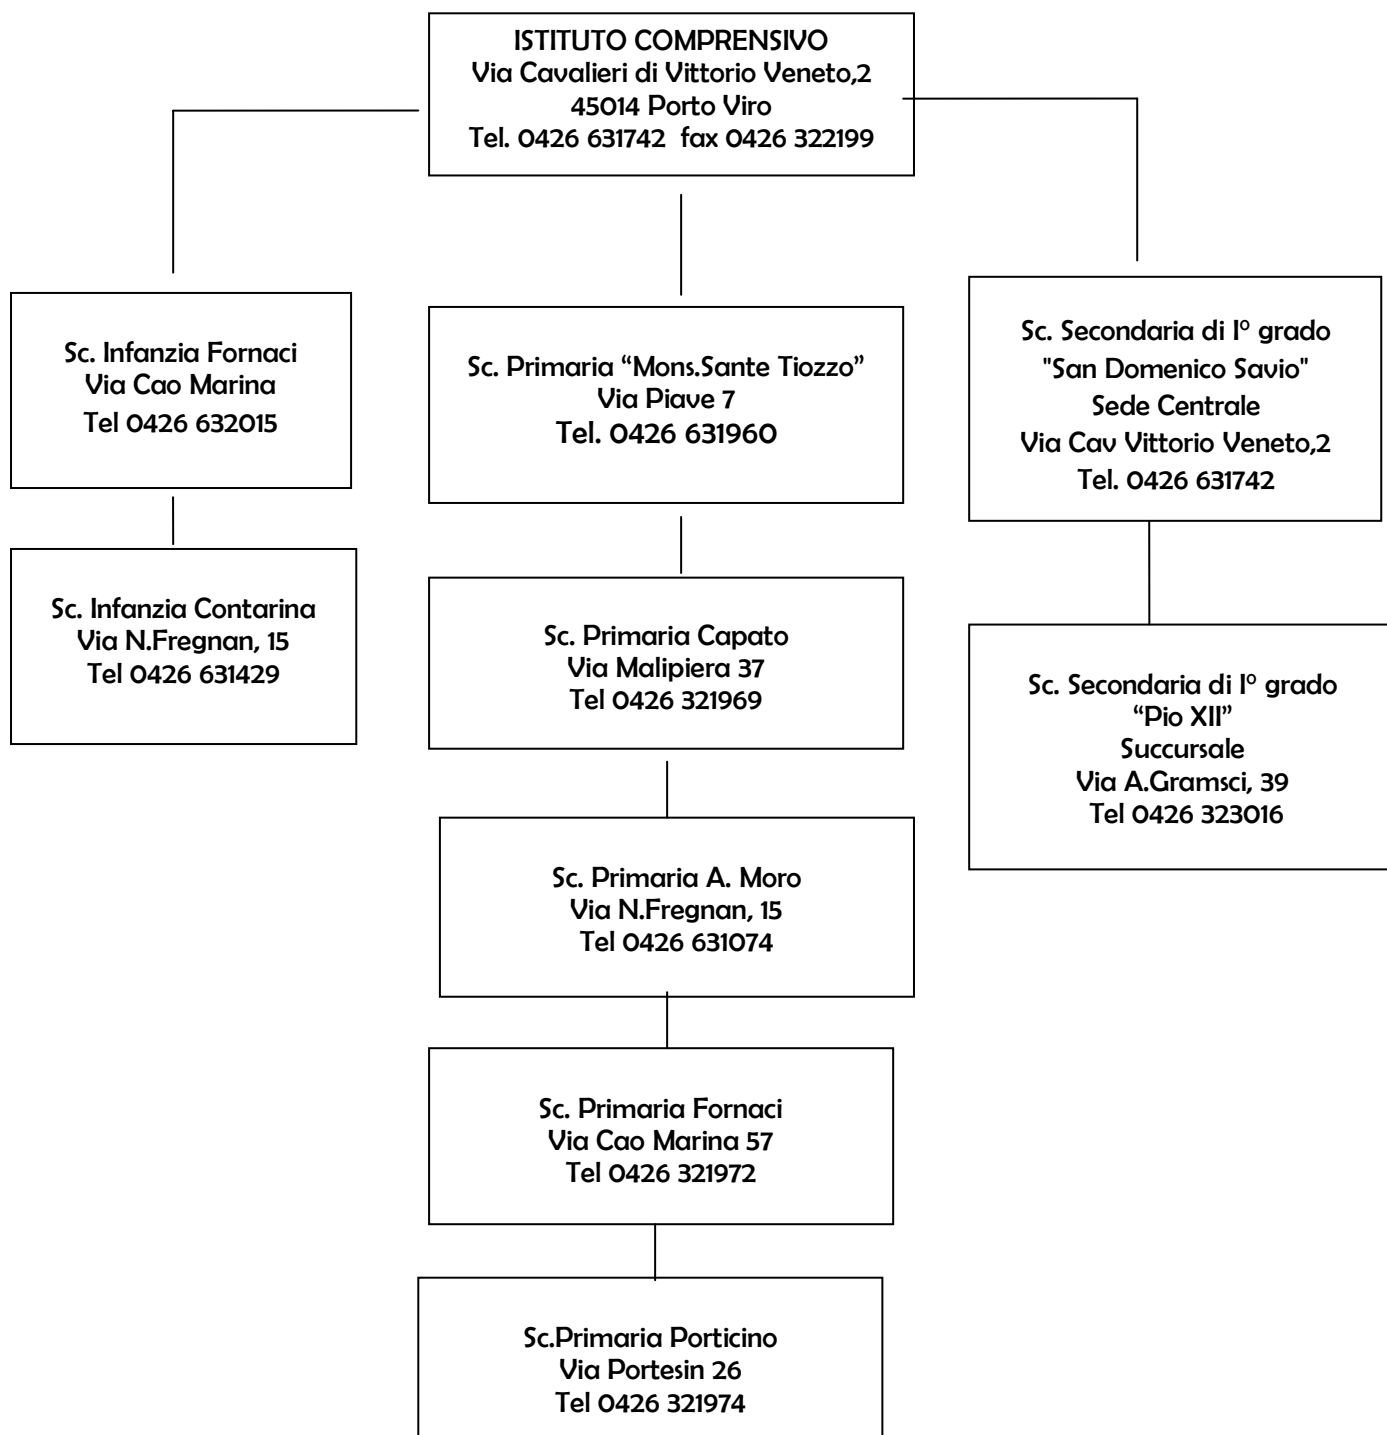 ISTITUTO COMPRENSIVO
Via Cavalieri di Vittorio Veneto,2
45014 Porto Viro
Tel. 0426 631742  fax 0426 322199
Sc. Infanzia Fornaci
Via Cao Marina
Tel 0426 632015
Sc. Infanzia Contarina
Via N.Fregnan, 15
Tel 0426 631429
Sc. Primaria “Mons.Sante Tiozzo”
Via Piave 7
Tel. 0426 631960
Sc. Primaria Capato
Via Malipiera 37
Tel 0426 321969
Sc. Primaria A. Moro
Via N.Fregnan, 15
Tel 0426 631074
Sc. Primaria Fornaci
Via Cao Marina 57
Tel 0426 321972
Sc.Primaria Porticino
Via Portesin 26
Tel 0426 321974
Sc. Secondaria di I° grado
"San Domenico Savio"
Sede Centrale
Via Cav Vittorio Veneto,2
Tel. 0426 631742
Sc. Secondaria di I° grado
“Pio XII”
Succursale
Via A.Gramsci, 39
Tel 0426 323016